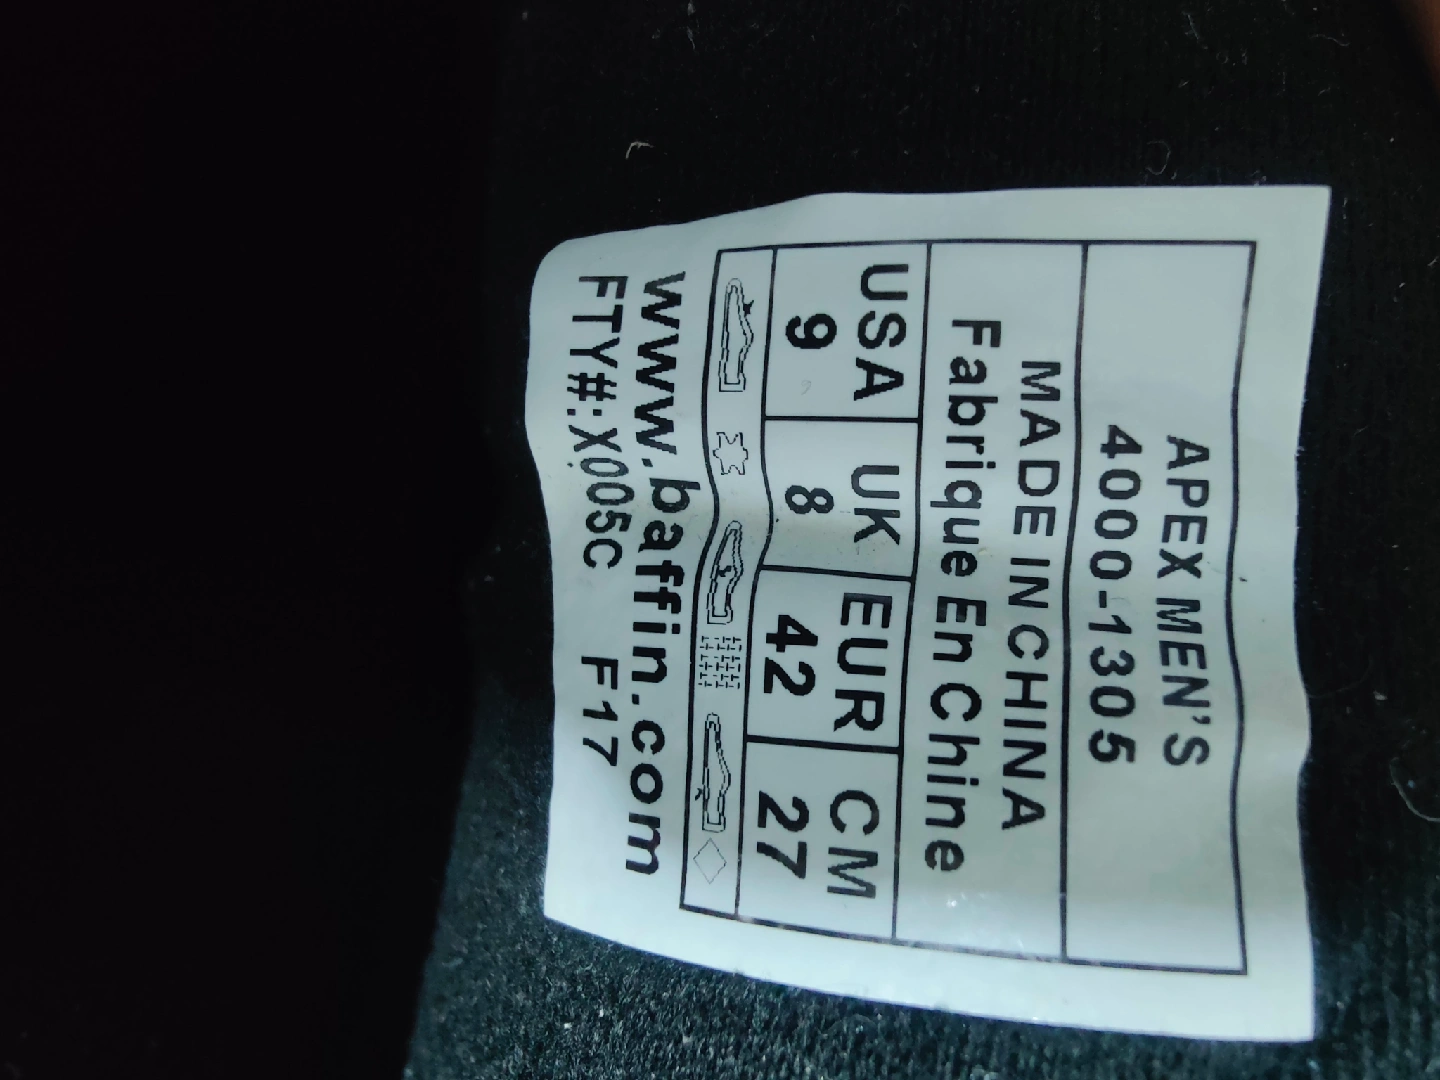 APEX MEN'S
4000-1305
MADE IN CHINA
Fabrique En Chine
USA UK EUR CM
9 8 42 27
www.baffin.com
FTY#:X005C F17